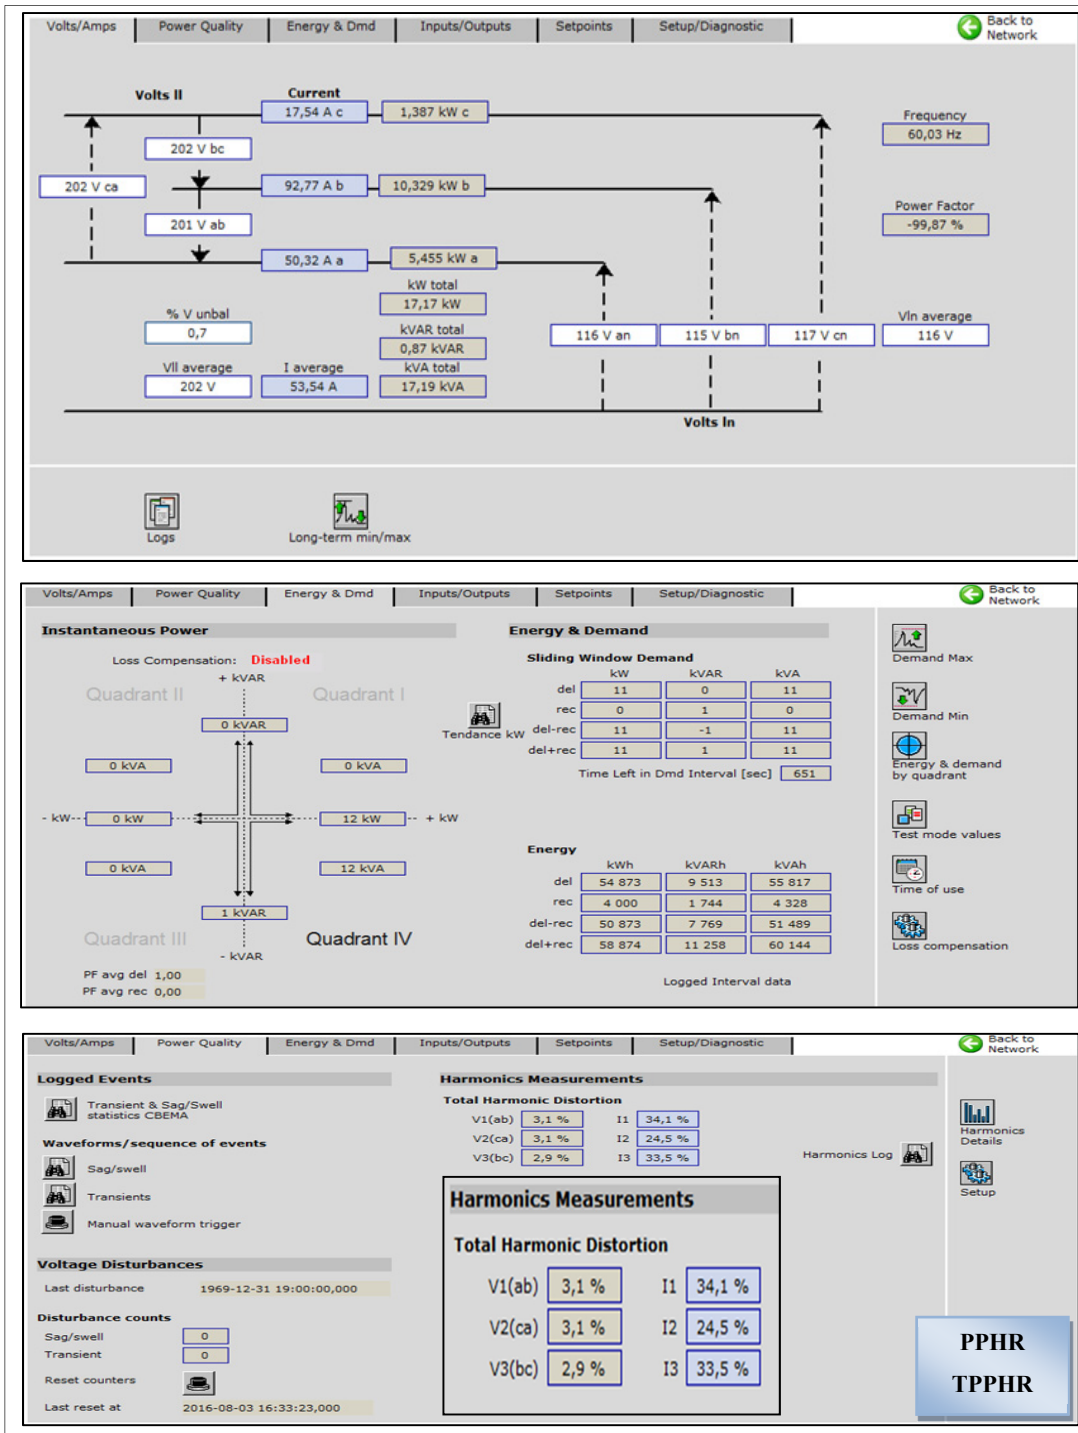 Volts/Amps Power Quality Energy & Dmd Inputs/Outputs Setpoints Setup/Diagnostic Back to
Network
Volts ll Current
17,54 A c 1,387 kW c
Frequency
60,03 Hz
202 V bc
202 V ca 92,77 A b 10,329 kW b
Power Factor
-99,87 %
201 V ab
50,32 A a 5,455 kW a
kW total
17,17 kW
% V unbal
0,7
kVAR total
0,87 kVAR
116 V an 115 V bn 117 V cn
Vln average
116 V
Vll average I average kVA total
202 V 53,54 A 17,19 kVA
Volts ln
Logs Long-term min/max
Volts/Amps Power Quality Energy & Dmd Inputs/Outputs Setpoints Setup/Diagnostic Back to
Network
Instantaneous Power Energy & Demand
Loss Compensation: Disabled
+ kVAR
Quadrant II Quadrant I
0 kVAR
0 kVA 0 kVA
- kW 0 kW 12 kW + kW
0 kVA 12 kVA
1 kVAR
Quadrant III Quadrant IV
- kVAR
PF avg del 1,00
PF avg rec 0,00
Sliding Window Demand
kW kVAR kVA
del 11 0 11
rec 0 1 0
Tendance kW del-rec 11 -1 11
del+rec 11 1 11
Time Left in Dmd Interval [sec] 651
Energy
kWh kVARh kVAh
del 54 873 9 513 55 817
rec 4 000 1 744 4 328
del-rec 50 873 7 769 51 489
del+rec 58 874 11 258 60 144
Logged Interval data
Demand Max
Demand Min
Energy & demand
by quadrant
Test mode values
Time of use
Loss compensation
Volts/Amps Power Quality Energy & Dmd Inputs/Outputs Setpoints Setup/Diagnostic Back to
Network
Logged Events
Transient & Sag/Swell
statistics CBEMA
Waveforms/sequence of events
Sag/swell
Transients
Manual waveform trigger
Voltage Disturbances
Last disturbance 1969-12-31 19:00:00,000
Disturbance counts
Sag/swell 0
Transient 0
Reset counters
Last reset at 2016-08-03 16:33:23,000
Harmonics Measurements
Total Harmonic Distortion
V1(ab) 3,1 % I1 34,1 %
V2(ca) 3,1 % I2 24,5 %
V3(bc) 2,9 % I3 33,5 %
Harmonics Log
Harmonics
Details
Setup
Harmonics Measurements
Total Harmonic Distortion
V1(ab) 3,1 % I1 34,1 %
V2(ca) 3,1 % I2 24,5 %
V3(bc) 2,9 % I3 33,5 %
PPHR
TPPHR